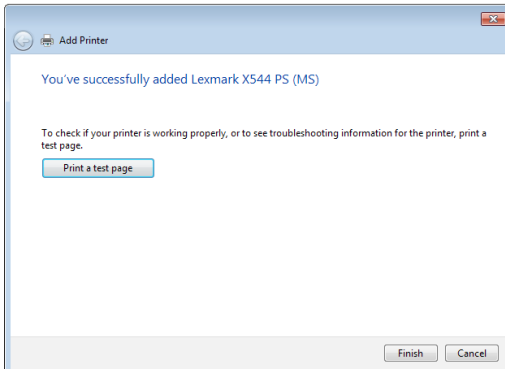 Add Printer
You've successfully added Lexmark X544 PS (MS)
To check if your printer is working properly, or to see troubleshooting information for the printer, print a
test page.
Print a test page
Finish Cancel